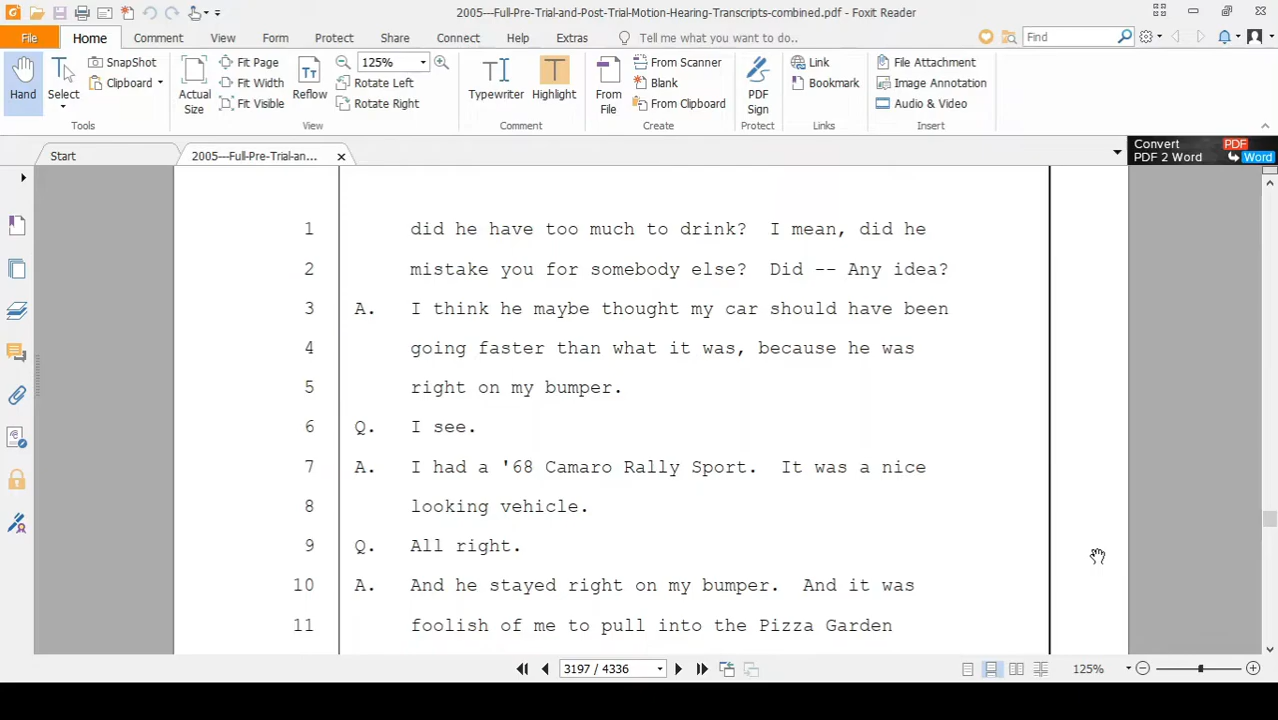 2005---Full-Pre-Trial-and-Post-Trial-Motion-Hearing-Transcripts-combined.pdf - Foxit Reader
File Home Comment View Form Protect Share Connect Help Extras Tell me what you want to do.. Find
Hand Select SnapShot Clipboard Actual Size Fit Page Fit Width Fit Visible Reflow 125% Rotate Left Rotate Right Typewriter Highlight From File From Scanner Blank From Clipboard PDF Sign Link Bookmark File Attachment Image Annotation Audio & Video
Tools View Comment Create Protect Links Insert
Start 2005---Full-Pre-Trial-an... Convert PDF
PDF 2 Word Word
1 did he have too much to drink? I mean, did he
2 mistake you for somebody else? Did -- Any idea?
3 A. I think he maybe thought my car should have been
4 going faster than what it was, because he was
5 right on my bumper.
6 Q. I see.
7 A. I had a '68 Camaro Rally Sport. It was a nice
8 looking vehicle.
9 Q. All right.
10 A. And he stayed right on my bumper. And it was
11 foolish of me to pull into the Pizza Garden
3197 / 4336 125%